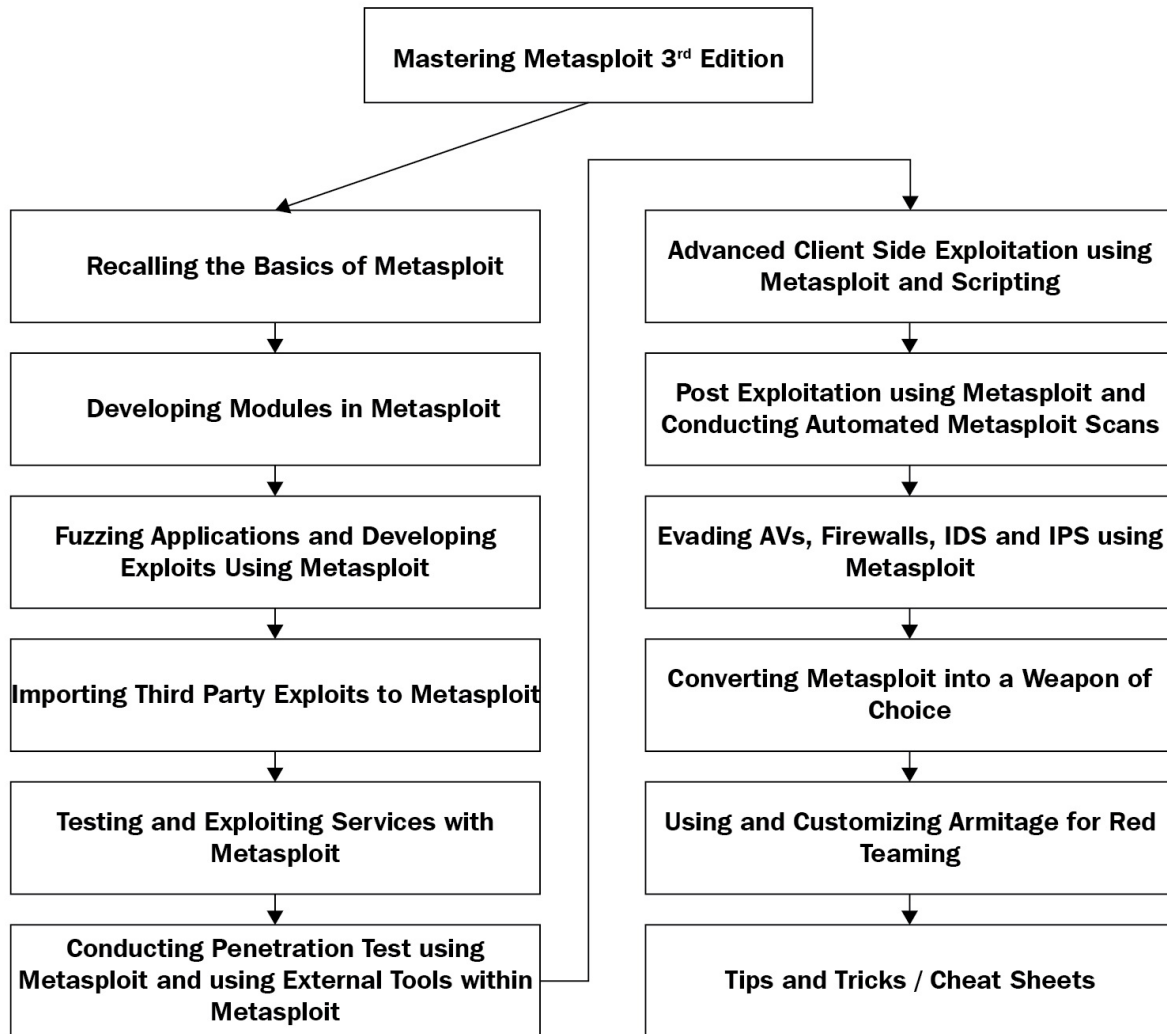 Mastering Metasploit 3rd Edition
Recalling the Basics of Metasploit
Developing Modules in Metasploit
Fuzzing Applications and Developing
Exploits Using Metasploit
Importing Third Party Exploits to Metasploit
Testing and Exploiting Services with
Metasploit
Conducting Penetration Test using
Metasploit and using External Tools within
Metasploit
Advanced Client Side Exploitation using
Metasploit and Scripting
Post Exploitation using Metasploit and
Conducting Automated Metasploit Scans
Evading AVs, Firewalls, IDS and IPS using
Metasploit
Converting Metasploit into a Weapon of
Choice
Using and Customizing Armitage for Red
Teaming
Tips and Tricks / Cheat Sheets